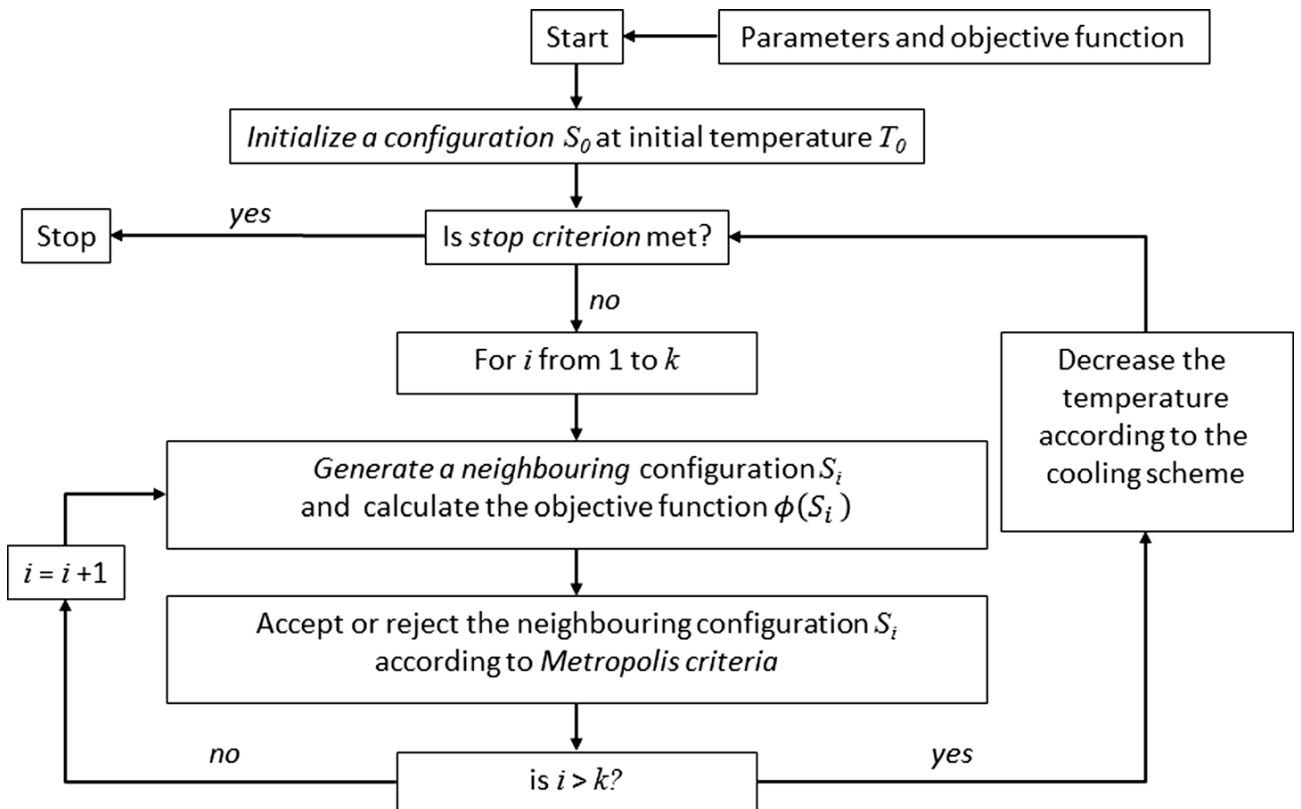 Start
Parameters and objective function
Initialize a configuration S₀ at initial temperature T₀
yes
Stop
Is stop criterion met?
no
For i from 1 to k
Decrease the
temperature
according to the
cooling scheme
Generate a neighbouring configuration Sᵢ
and calculate the objective function ϕ(Sᵢ)
i = i +1
Accept or reject the neighbouring configuration Sᵢ
according to Metropolis criteria
no
yes
is i > k?